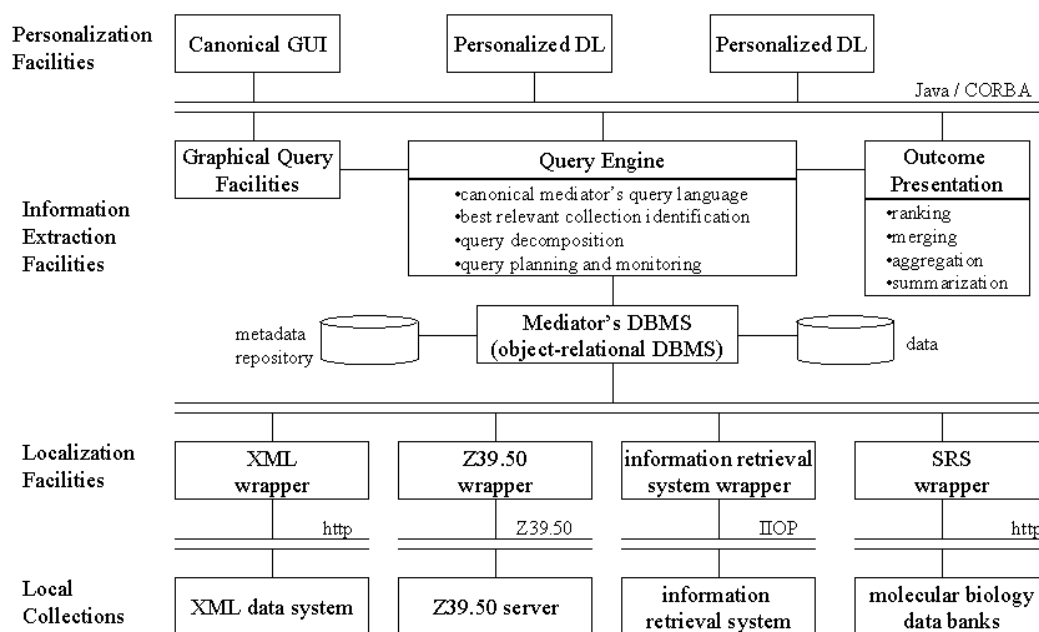 Personalization
Facilities
Canonical GUI
Personalized DL
Personalized DL
Java / CORBA
Information
Extraction
Facilities
Graphical Query
Facilities
Query Engine
•canonical mediator's query language
•best relevant collection identification
•query decomposition
•query planning and monitoring
Outcome
Presentation
•ranking
•merging
•aggregation
•summarization
metadata
repository
Mediator's DBMS
(object-relational DBMS)
data
Localization
Facilities
XML
wrapper
Z39.50
wrapper
information retrieval
system wrapper
SRS
wrapper
http
Z39.50
IIOP
http
Local
Collections
XML data system
Z39.50 server
information
retrieval system
molecular biology
data banks